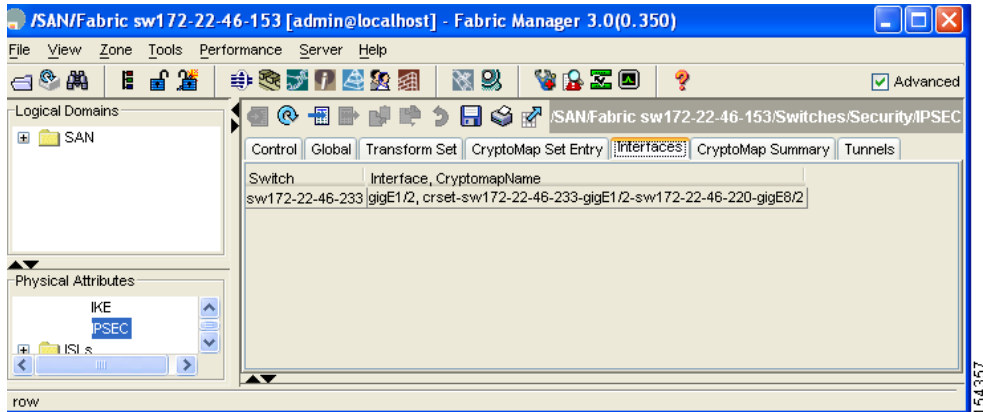 /SAN/Fabric sw172-22-46-153 [admin@localhost] - Fabric Manager 3.0(0.350)
File View Zone Tools Performance Server Help
Advanced
Logical Domains
SAN
/SAN/Fabric sw172-22-46-153/Switches/Security/IPSEC
Control Global Transform Set CryptoMap Set Entry Interfaces CryptoMap Summary Tunnels
Switch Interface, CryptomapName
sw172-22-46-233 gigE1/2, crset-sw172-22-46-233-gigE1/2-sw172-22-46-220-gigE8/2
Physical Attributes
IKE
IPSEC
ISLs
row
154357